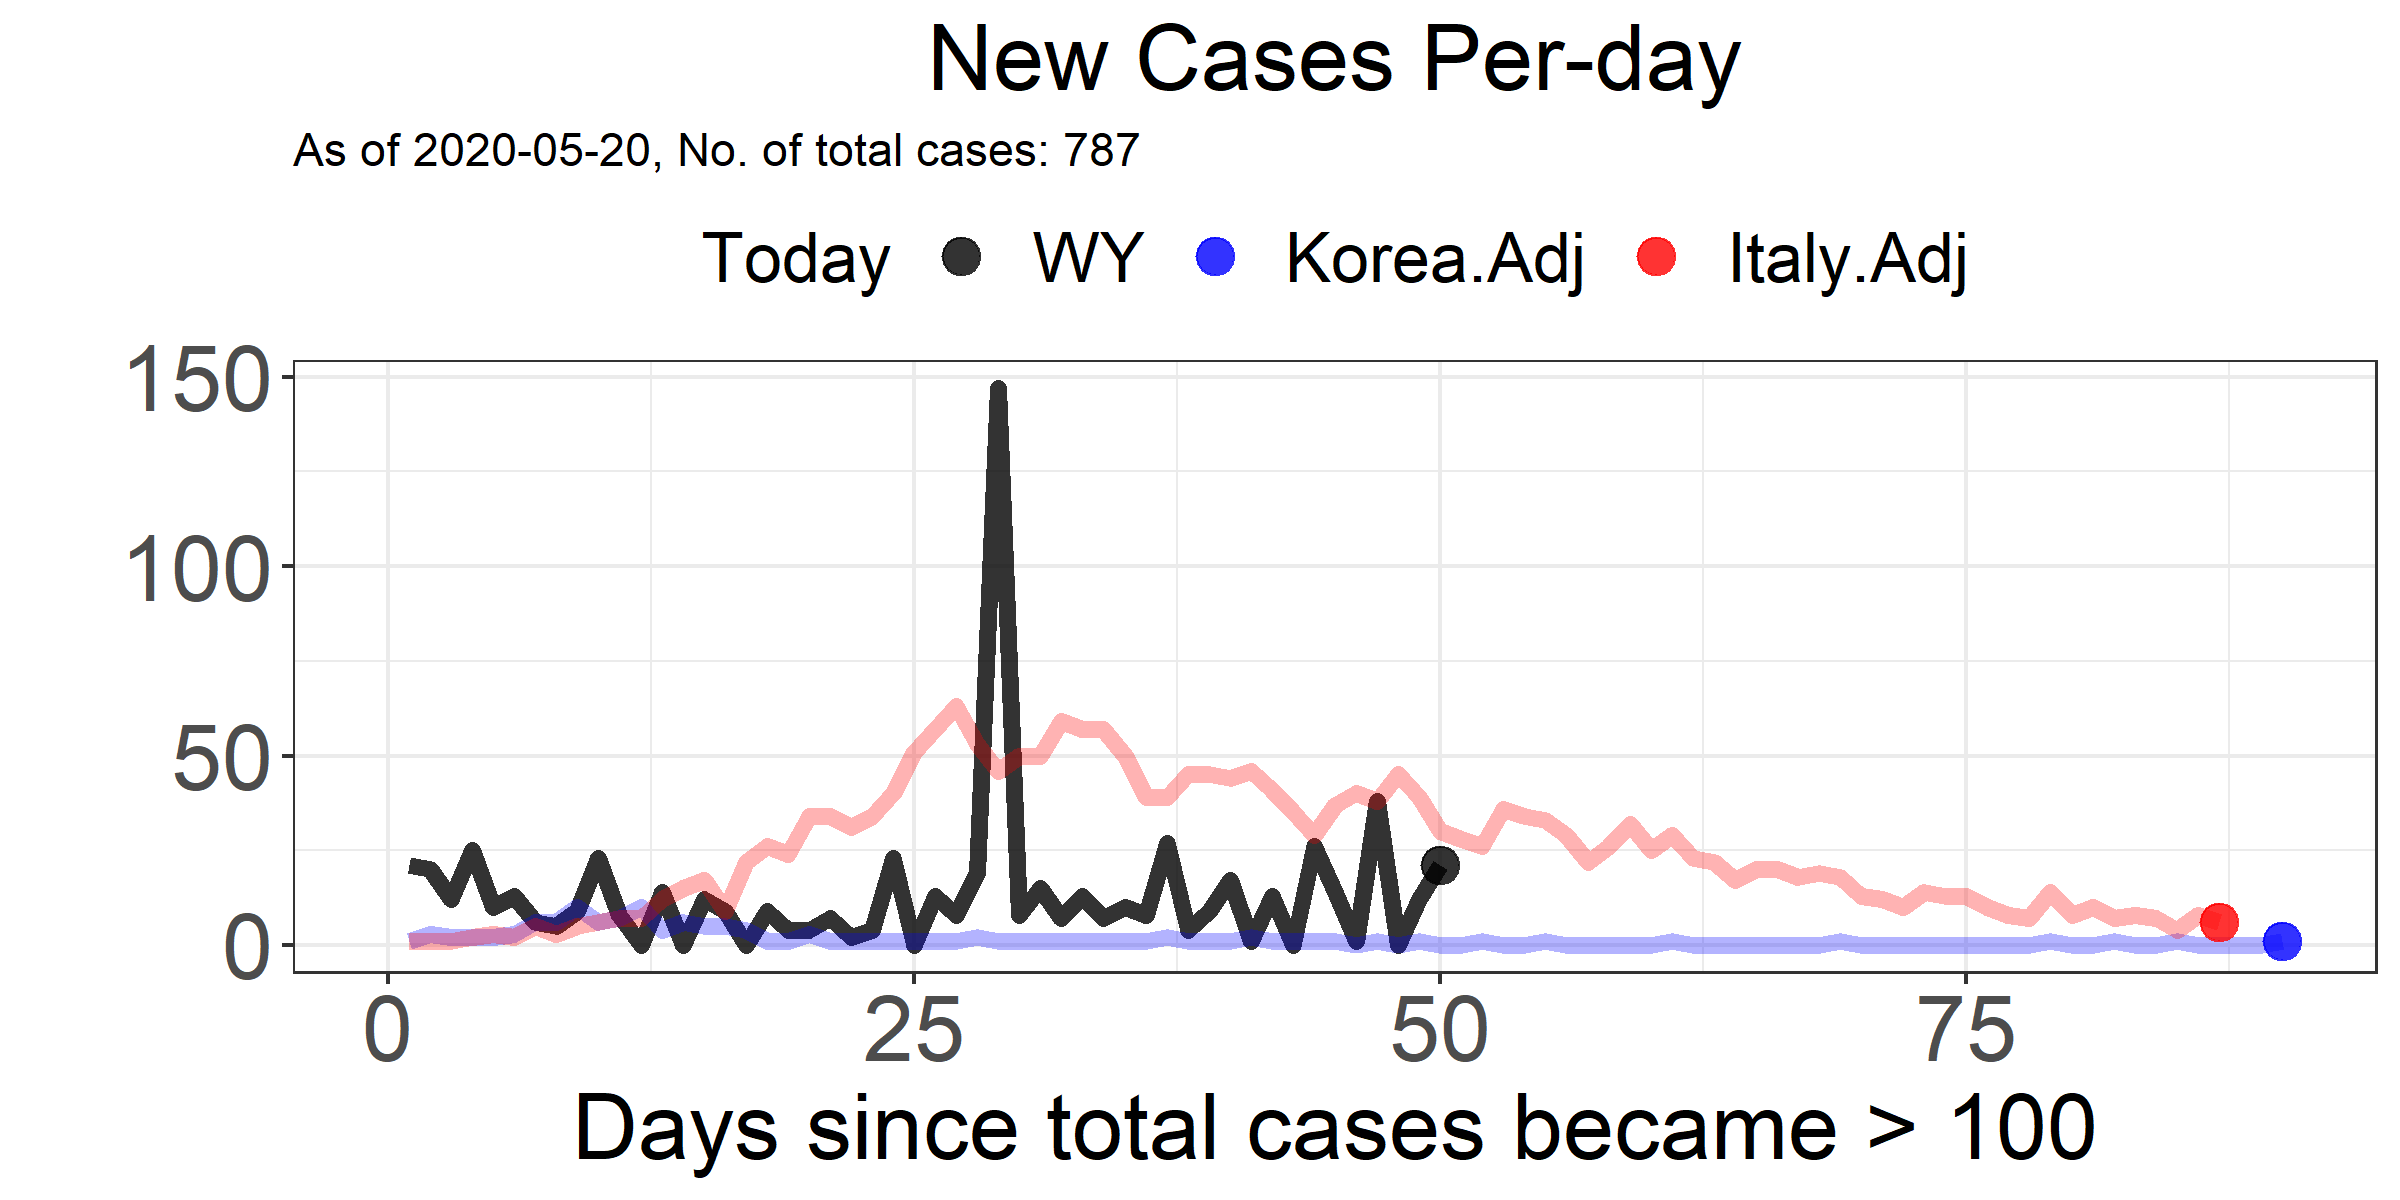 New Cases Per-day
As of 2020-05-20, No. of total cases: 787
Today WY Korea.Adj Italy.Adj
150
100
50
0
0 25 50 75
Days since total cases became > 100